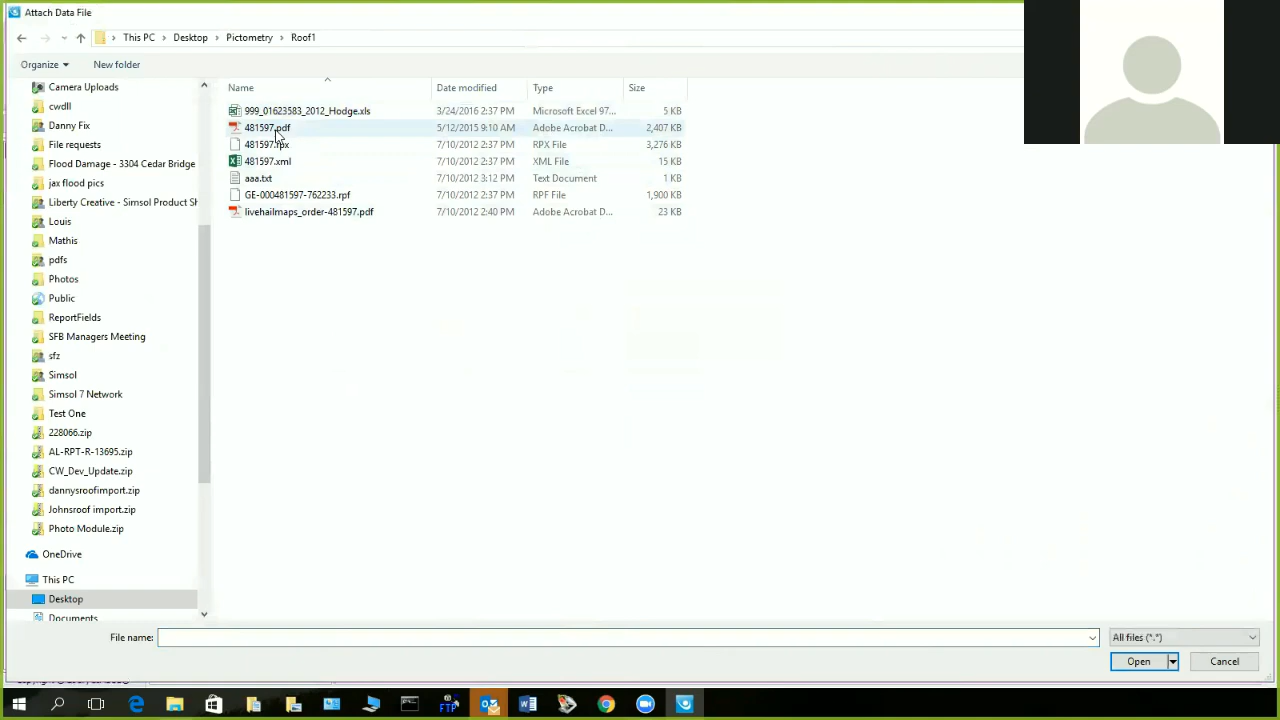 Attach Data File
This PC > Desktop > Pictometry > Roof1
Organize
New folder
Camera Uploads
cwdll
Danny Fix
File requests
Flood Damage - 3304 Cedar Bridge
jax flood pics
Liberty Creative - Simsol Product Sh
Louis
Mathis
pdfs
Photos
Public
ReportFields
SFB Managers Meeting
sfz
Simsol
Simsol 7 Network
Test One
228066.zip
AL-RPT-R-13695.zip
CW_Dev_Update.zip
dannysroofimport.zip
Johnsroof import.zip
Photo Module.zip
OneDrive
This PC
Desktop
Documents
Name Date modified Type Size
999_01623583_2012_Hodge.xls 3/24/2016 2:37 PM Microsoft Excel 97... 5 KB
481597.pdf 5/12/2015 9:10 AM Adobe Acrobat D... 2,407 KB
481597.rpx 7/10/2012 2:37 PM RPX File 3,276 KB
481597.xml 7/10/2012 2:37 PM XML File 15 KB
aaa.txt 7/10/2012 3:12 PM Text Document 1 KB
GE-000481597-762233.rpf 7/10/2012 2:37 PM RPF File 1,900 KB
livehailmaps_order-481597.pdf 7/10/2012 2:40 PM Adobe Acrobat D... 23 KB
File name:
All files (*.*)
Open
Cancel
FTP